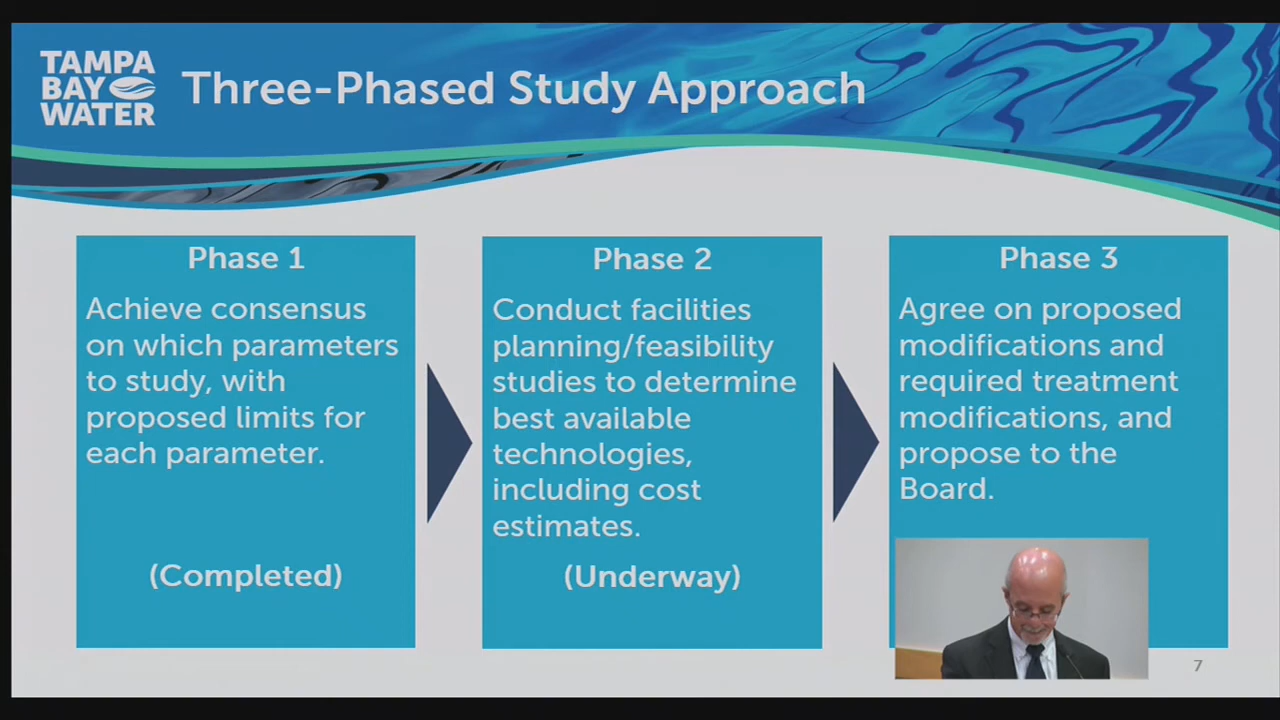 TAMPA
BAY
WATER
Three-Phased Study Approach
Phase 1
Achieve consensus
on which parameters
to study, with
proposed limits for
each parameter.
(Completed)
Phase 2
Conduct facilities
planning/feasibility
studies to determine
best available
technologies,
including cost
estimates.
(Underway)
Phase 3
Agree on proposed
modifications and
required treatment
modifications, and
propose to the
Board.
7